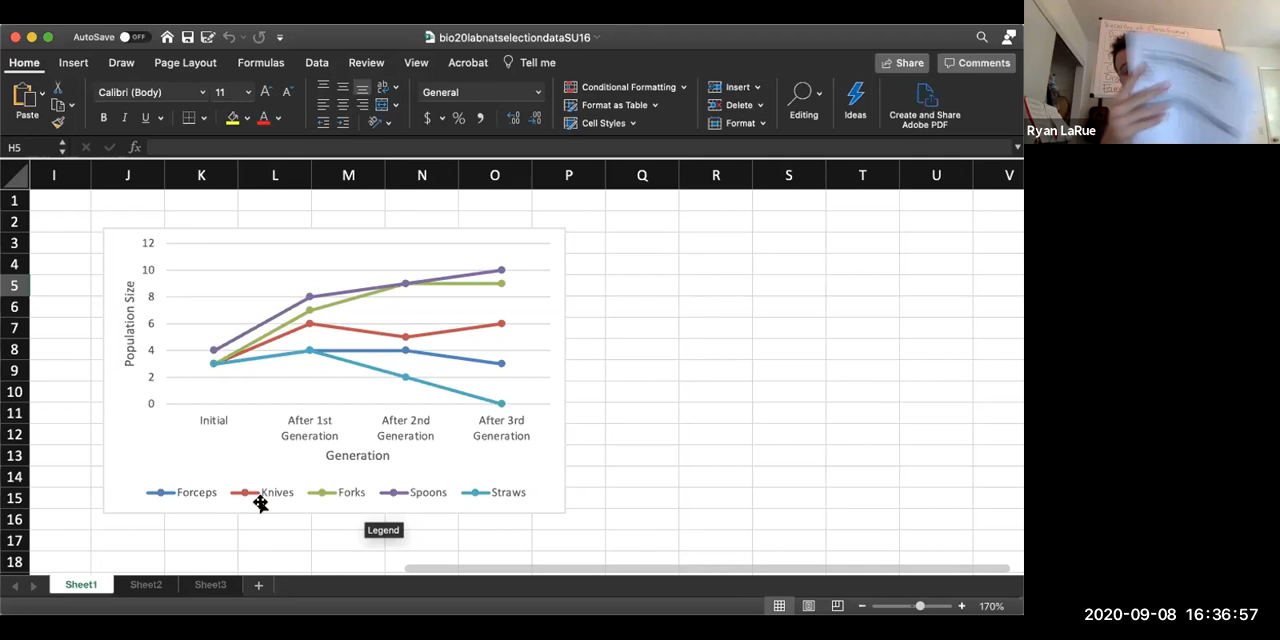 AutoSave OFF bio20labnatselectiondataSU16
Home Insert Draw Page Layout Formulas Data Review View Acrobat Tell me Share Comments
Paste Calibri (Body) 11 A A General Conditional Formatting Insert Editing Ideas Create and Share
B I U A $ % Format as Table Delete Adobe PDF
Cell Styles Format
H5 fx
I J K L M N O P Q R S T U V
1
2
3
4
5
6
7
8
9
10
11
12
13
14
15
16
17
18
Population Size
12
10
8
6
4
2
0
Initial After 1st After 2nd After 3rd
Generation Generation Generation
Generation
Forceps Knives Forks Spoons Straws
Legend
Sheet1 Sheet2 Sheet3 +
170%
Ryan LaRue
2020-09-08 16:36:57